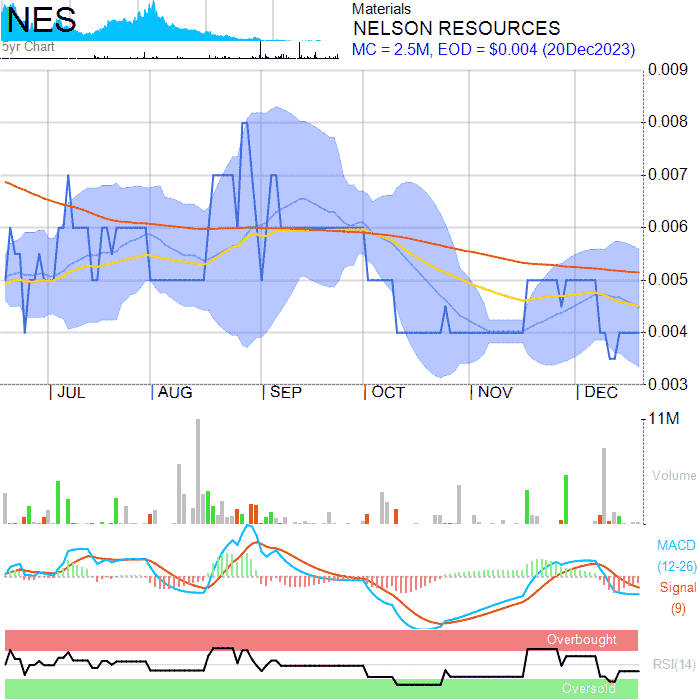 NES
5yr Chart
Materials
NELSON RESOURCES
MC = 2.5M, EOD = $0.004 (20Dec2023)
0.009
0.008
0.007
0.006
0.005
0.004
0.003
JUL AUG SEP OCT NOV DEC
11M
Volume
MACD
(12-26)
Signal
(9)
Overbought
RSI(14)
Oversold